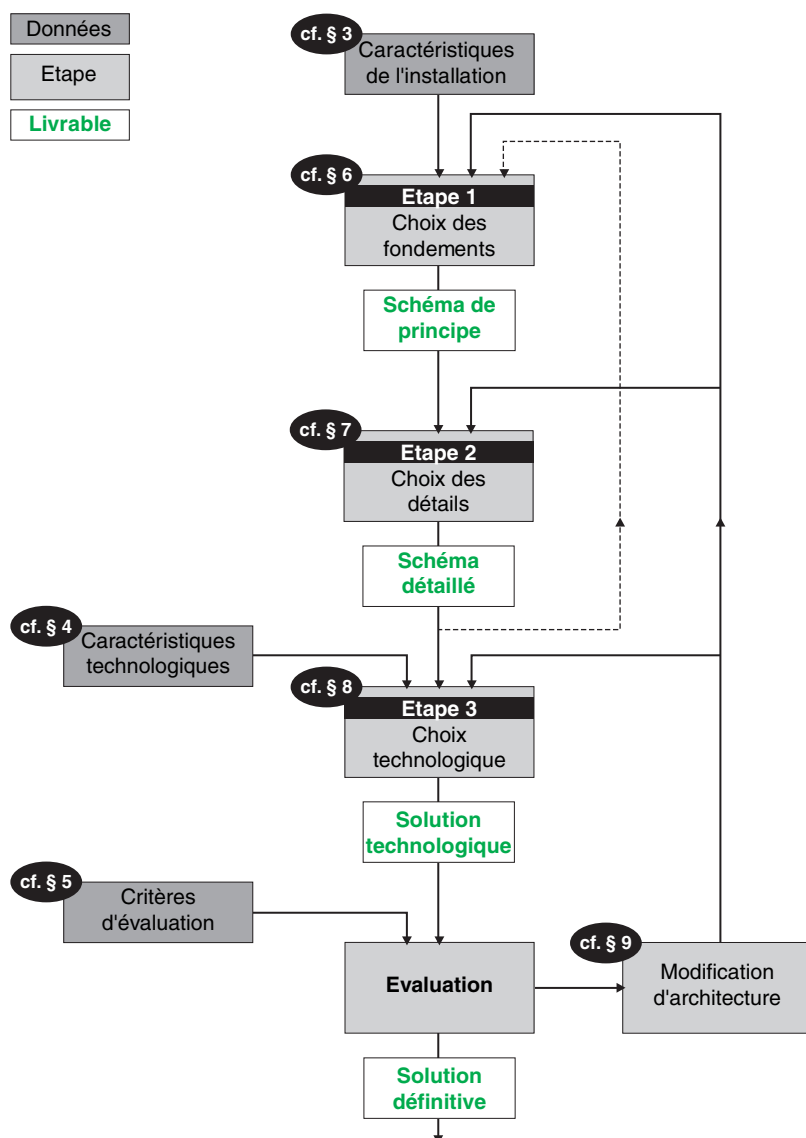 Données
Etape
Livrable
cf. § 3
Caractéristiques
de l'installation
cf. § 6
Etape 1
Choix des
fondements
Schéma de
principe
cf. § 7
Etape 2
Choix des
détails
Schéma
détaillé
cf. § 4
Caractéristiques
technologiques
cf. § 8
Etape 3
Choix
technologique
Solution
technologique
cf. § 5
Critères
d'évaluation
Evaluation
cf. § 9
Modification
d'architecture
Solution
définitive